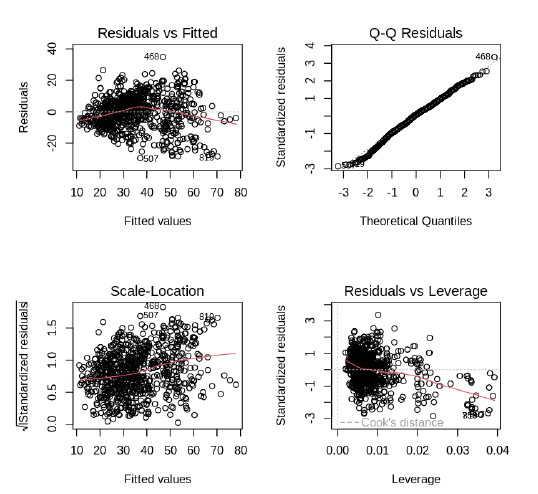 Residuals vs Fitted
Residuals
-20 0 20 40
468
507
10 20 30 40 50 60 70 80
Fitted values
Q-Q Residuals
Standardized residuals
-3 -1 1 2 3 4
468
-3 -2 -1 0 1 2 3
Theoretical Quantiles
Scale-Location
√|Standardized residuals|
0.0 0.5 1.0 1.5
468
507
10 20 30 40 50 60 70 80
Fitted values
Residuals vs Leverage
Standardized residuals
-3 -1 1 3
Cook's distance
0.00 0.01 0.02 0.03 0.04
Leverage